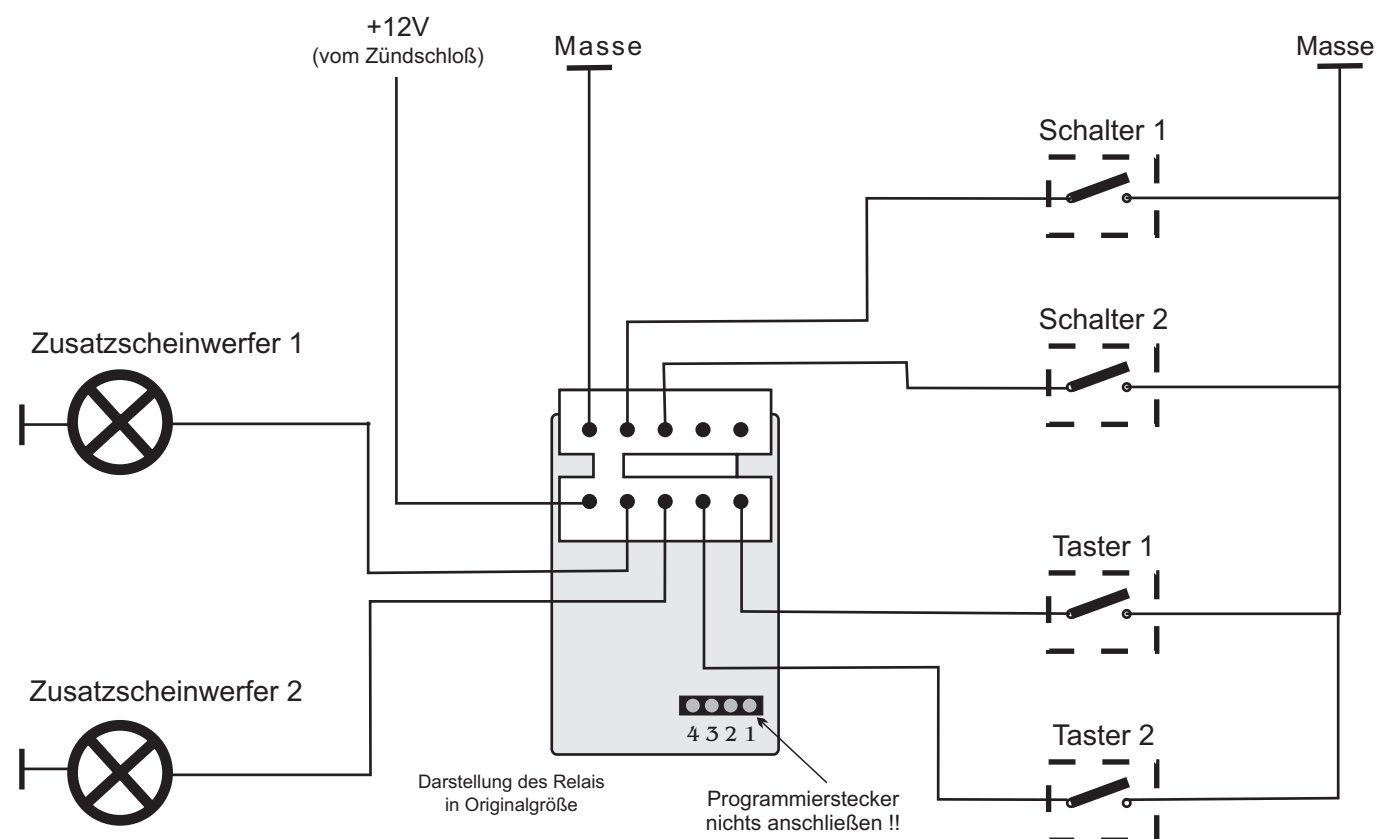 +12V
(vom Zündschloß)
Masse
Masse
Schalter 1
Schalter 2
Zusatzscheinwerfer 1
Taster 1
Zusatzscheinwerfer 2
4 3 2 1
Taster 2
Darstellung des Relais
in Originalgröße
Programmierstecker
nichts anschließen !!